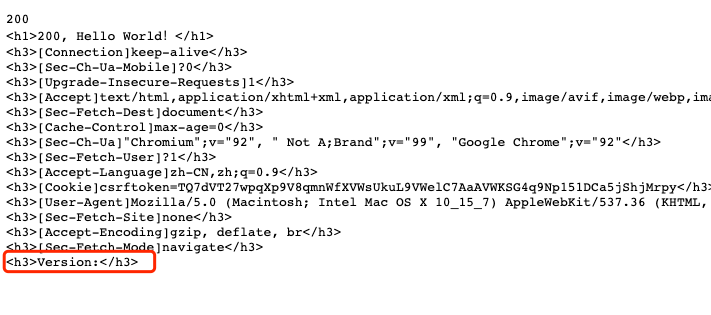 200
<h1>200, Hello World! </h1>
<h3>[Connection]keep-alive</h3>
<h3>[Sec-Ch-Ua-Mobile]?0</h3>
<h3>[Upgrade-Insecure-Requests]1</h3>
<h3>[Accept]text/html,application/xhtml+xml,application/xml;q=0.9,image/avif,image/webp,ima
<h3>[Sec-Fetch-Dest]document</h3>
<h3>[Cache-Control]max-age=0</h3>
<h3>[Sec-Ch-Ua]"Chromium";v="92", " Not A;Brand";v="99", "Google Chrome";v="92"</h3>
<h3>[Sec-Fetch-User]?1</h3>
<h3>[Accept-Language]zh-CN,zh;q=0.9</h3>
<h3>[Cookie]csrftoken=TQ7dVT27wpqXp9V8qmnWfXVWsUkuL9VWelC7AaAVWKSG4q9Np151DCa5jShjMrpy</h3>
<h3>[User-Agent]Mozilla/5.0 (Macintosh; Intel Mac OS X 10_15_7) AppleWebKit/537.36 (KHTML,
<h3>[Sec-Fetch-Site]none</h3>
<h3>[Accept-Encoding]gzip, deflate, br</h3>
<h3>[Sec-Fetch-Mode]navigate</h3>
<h3>Version:</h3>